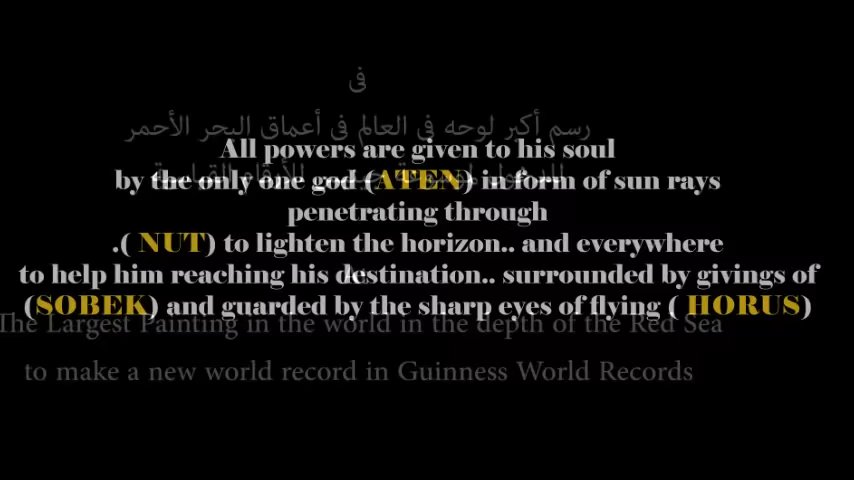 فى
رسم أكبر لوحه فى العالم فى أعماق البحر الأحمر
All powers are given to his soul
by the only one god (ATEN) in form of sun rays
penetrating through
.( NUT) to lighten the horizon.. and everywhere
to help him reaching his destination.. surrounded by givings of
(SOBEK) and guarded by the sharp eyes of flying ( HORUS)
The Largest Painting in the world in the depth of the Red Sea
to make a new world record in Guinness World Records